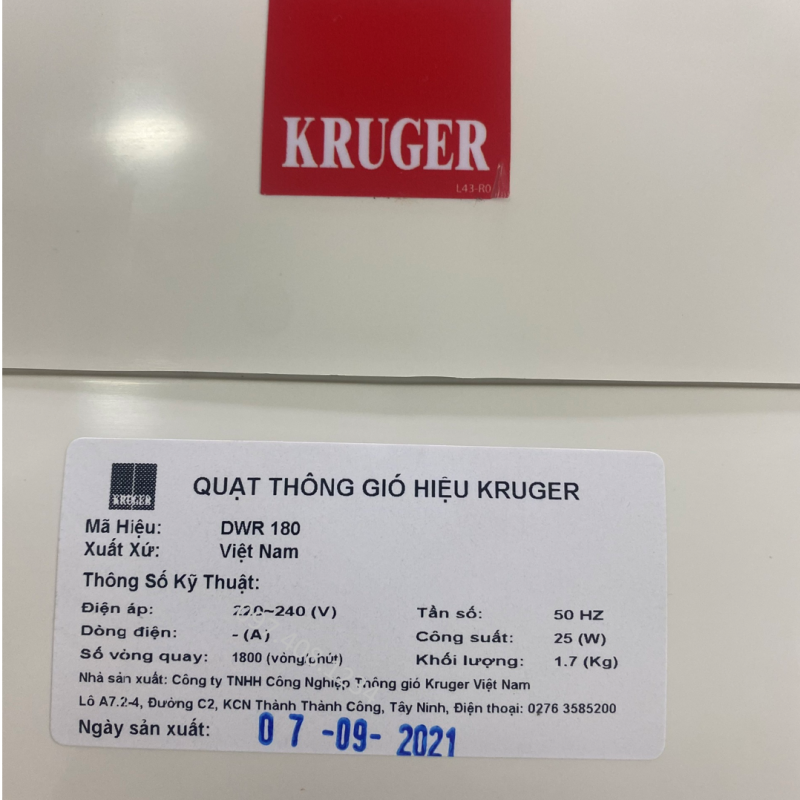 KRUGER
L43-R0
KRUGER
QUẠT THÔNG GIÓ HIỆU KRUGER
Mã Hiệu: DWR 180
Xuất Xứ: Việt Nam
Thông Số Kỹ Thuật:
Điện áp: 220~240 (V) Tần số: 50 HZ
Dòng điện: - (A) Công suất: 25 (W)
Số vòng quay: 1800 (vòng/phút) Khối lượng: 1.7 (Kg)
Nhà sản xuất: Công ty TNHH Công Nghiệp Thông gió Kruger Việt Nam
Lô A7.2-4, Đường C2, KCN Thành Thành Công, Tây Ninh, Điện thoại: 0276 3585200
Ngày sản xuất: 07-09-2021